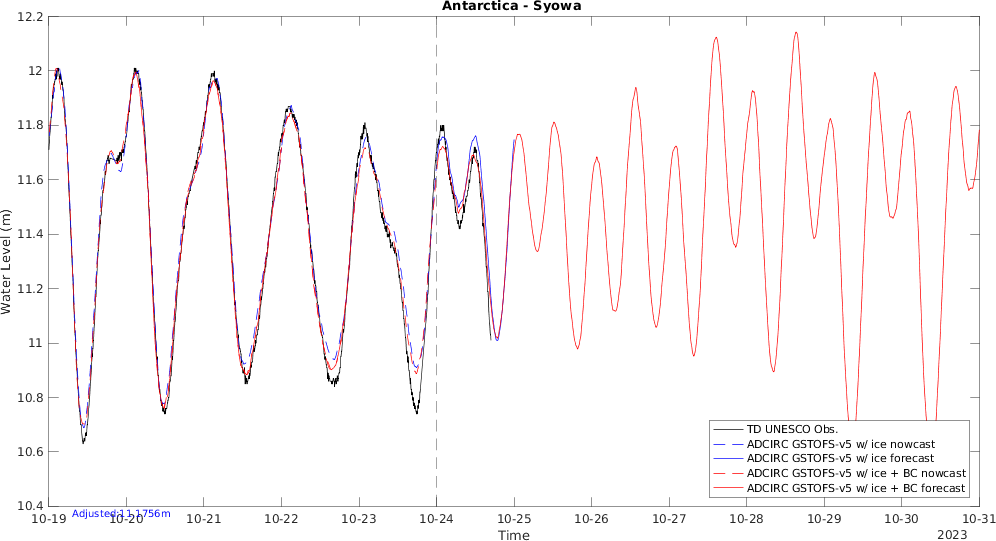 Antarctica - Syowa
12.2
12
11.8
11.6
11.4
11.2
11
10.8
10.6
10.4
Water Level (m)
TD UNESCO Obs.
ADCIRC GSTOFS-v5 w/ ice nowcast
ADCIRC GSTOFS-v5 w/ ice forecast
ADCIRC GSTOFS-v5 w/ ice + BC nowcast
ADCIRC GSTOFS-v5 w/ ice + BC forecast
Adjusted:11.1756m
10-19 10-20 10-21 10-22 10-23 10-24 10-25 10-26 10-27 10-28 10-29 10-30 10-31
Time
2023